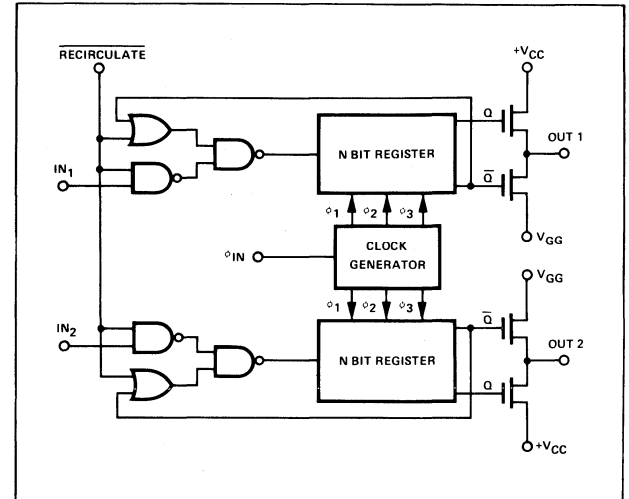 RECIRCULATE
+VCC
Q
OUT 1
N BIT REGISTER
IN1
Q̅
ϕ1 ϕ2 ϕ3
VGG
ϕIN
CLOCK
GENERATOR
VGG
ϕ1 ϕ2 ϕ3
IN2
Q̅
N BIT REGISTER
OUT 2
Q
+VCC